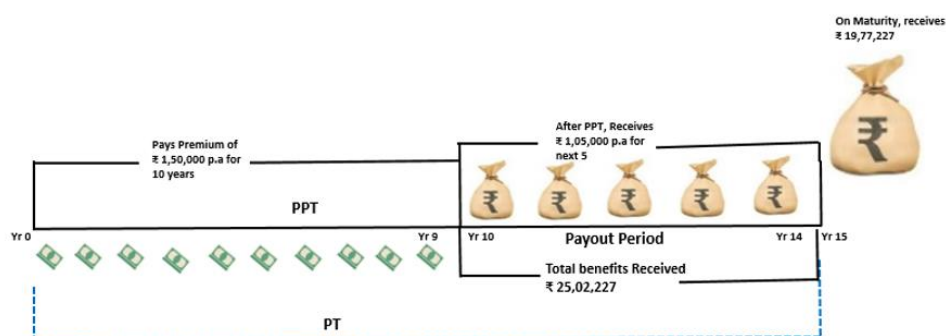 On Maturity, receives
₹ 19,77,227
Pays Premium of
₹ 1,50,000 p.a for
10 years
After PPT, Receives
₹ 1,05,000 p.a for
next 5
PPT
Yr 0
Yr 9
Yr 10
Payout Period
Yr 14
Yr 15
Total benefits Received
₹ 25,02,227
PT